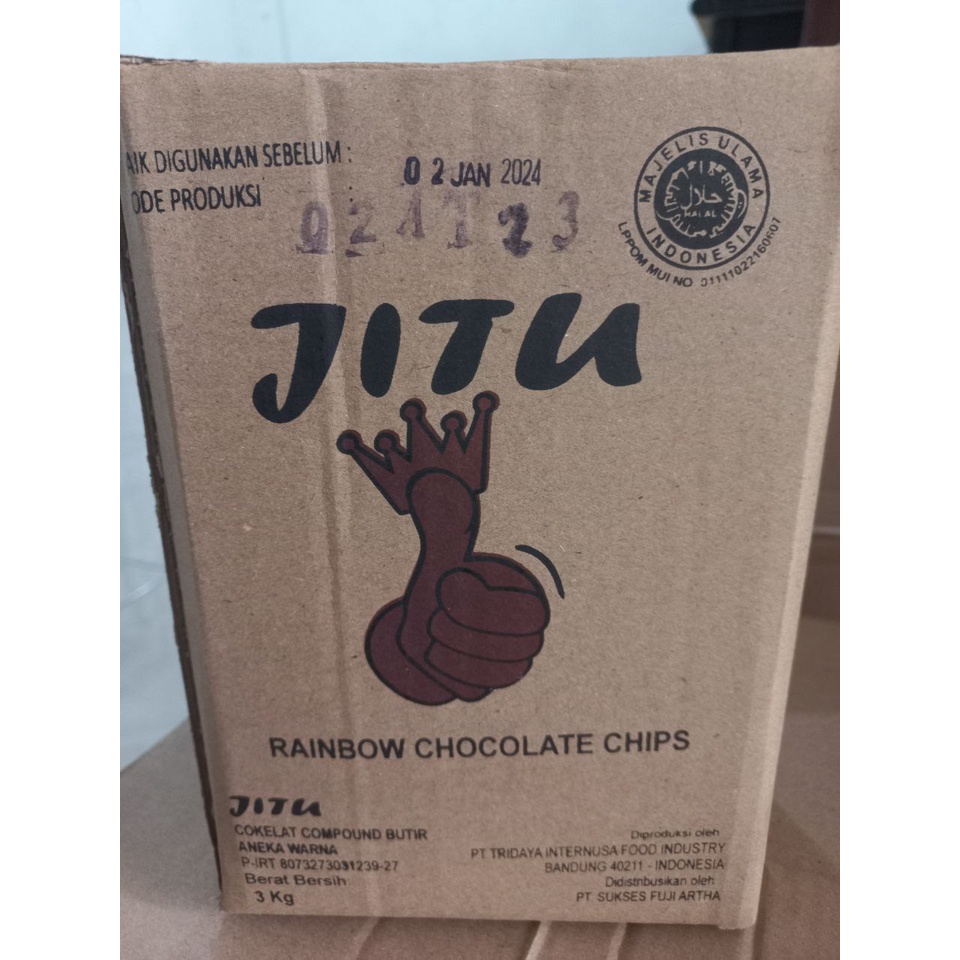 AIK DIGUNAKAN SEBELUM :
02 JAN 2024
ODE PRODUKSI
MAJELIS ULAMA
حلال
HALAL
INDONESIA
LPPOM MUI NO 01111022160607
JITU
RAINBOW CHOCOLATE CHIPS
JITU
COKELAT COMPOUND BUTIR
ANEKA WARNA
P-IRT 8073273031239-27
Berat Bersih:
3 Kg
Diproduksi oleh
PT TRIDAYA INTERNUSA FOOD INDUSTRY
BANDUNG 40211 - INDONESIA
Didistribusikan oleh:
PT SUKSES FUJI ARTHA